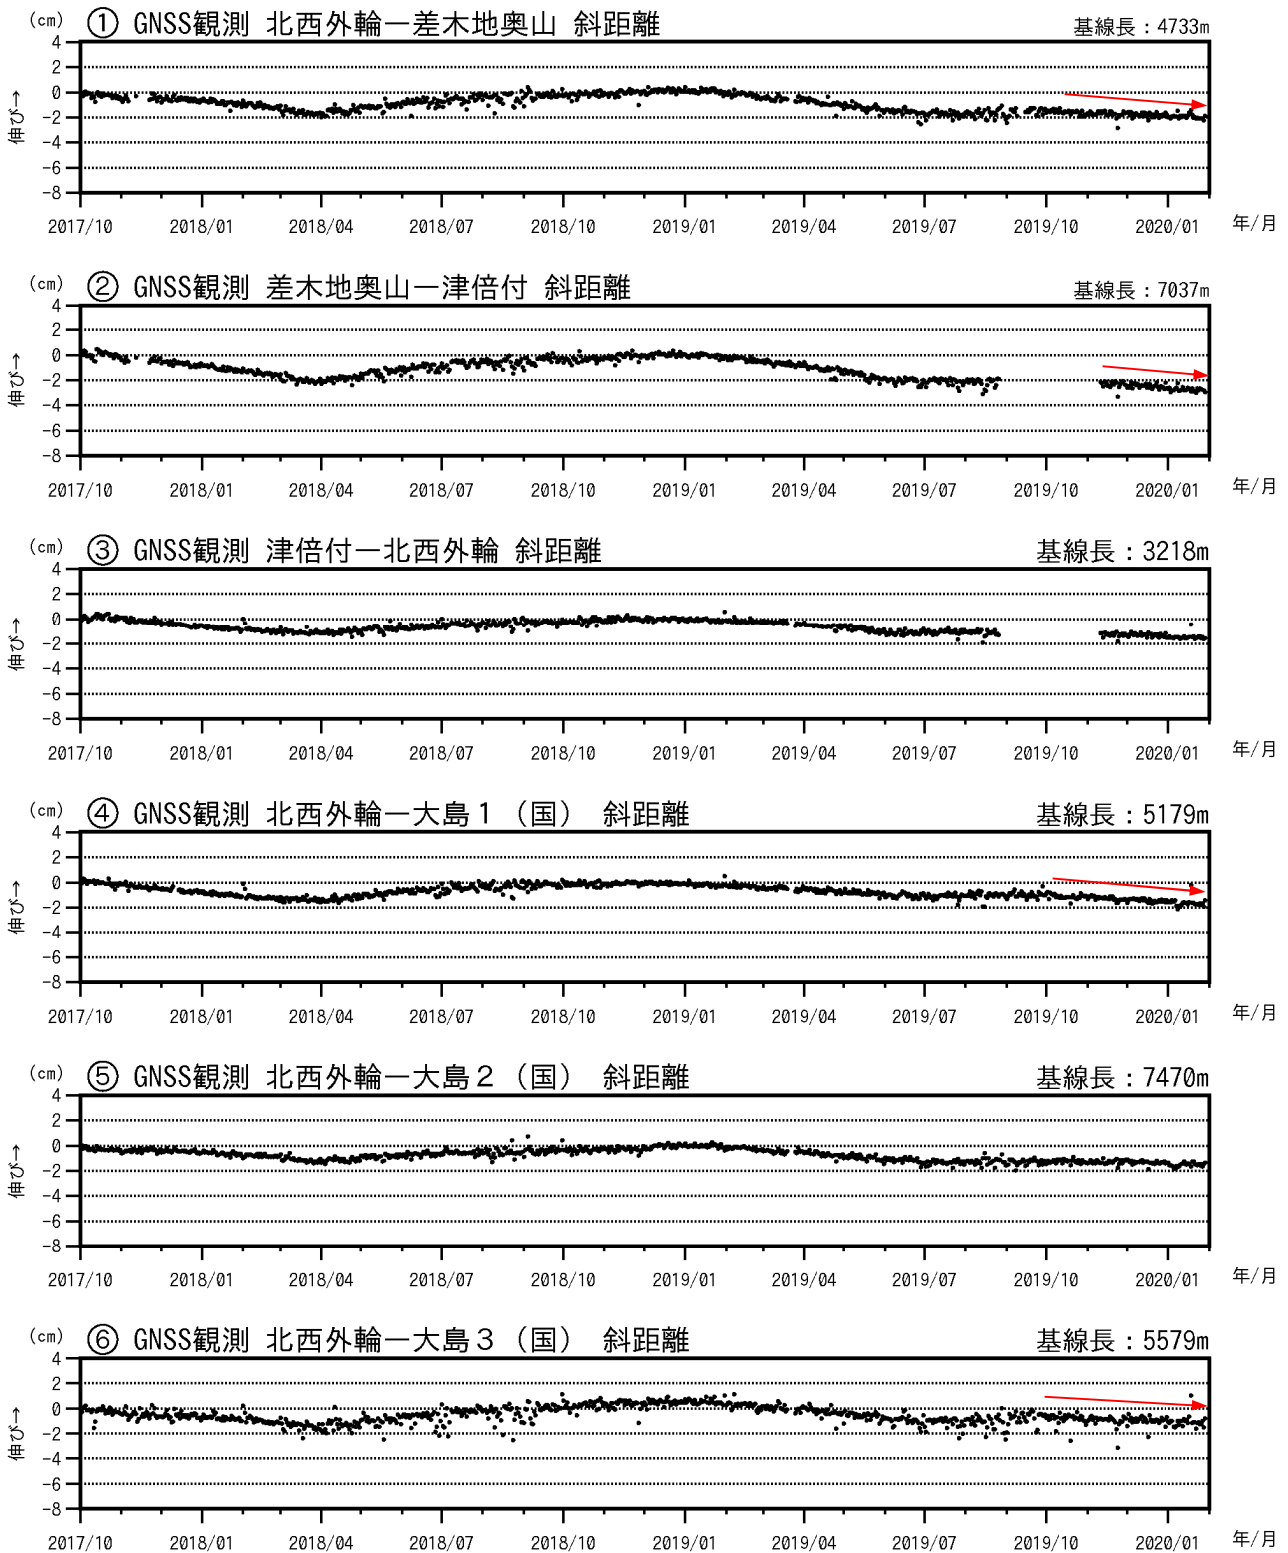 (cm) ① GNSS観測 北西外輪ー差木地奥山 斜距離 基線長：4733m
4
2
0
-2
-4
-6
-8
伸び→
2017/10 2018/01 2018/04 2018/07 2018/10 2019/01 2019/04 2019/07 2019/10 2020/01 年/月
(cm) ② GNSS観測 差木地奥山ー津倍付 斜距離 基線長：7037m
4
2
0
-2
-4
-6
-8
伸び→
2017/10 2018/01 2018/04 2018/07 2018/10 2019/01 2019/04 2019/07 2019/10 2020/01 年/月
(cm) ③ GNSS観測 津倍付ー北西外輪 斜距離 基線長：3218m
4
2
0
-2
-4
-6
-8
伸び→
2017/10 2018/01 2018/04 2018/07 2018/10 2019/01 2019/04 2019/07 2019/10 2020/01 年/月
(cm) ④ GNSS観測 北西外輪ー大島１（国） 斜距離 基線長：5179m
4
2
0
-2
-4
-6
-8
伸び→
2017/10 2018/01 2018/04 2018/07 2018/10 2019/01 2019/04 2019/07 2019/10 2020/01 年/月
(cm) ⑤ GNSS観測 北西外輪ー大島２（国） 斜距離 基線長：7470m
4
2
0
-2
-4
-6
-8
伸び→
2017/10 2018/01 2018/04 2018/07 2018/10 2019/01 2019/04 2019/07 2019/10 2020/01 年/月
(cm) ⑥ GNSS観測 北西外輪ー大島３（国） 斜距離 基線長：5579m
4
2
0
-2
-4
-6
-8
伸び→
2017/10 2018/01 2018/04 2018/07 2018/10 2019/01 2019/04 2019/07 2019/10 2020/01 年/月